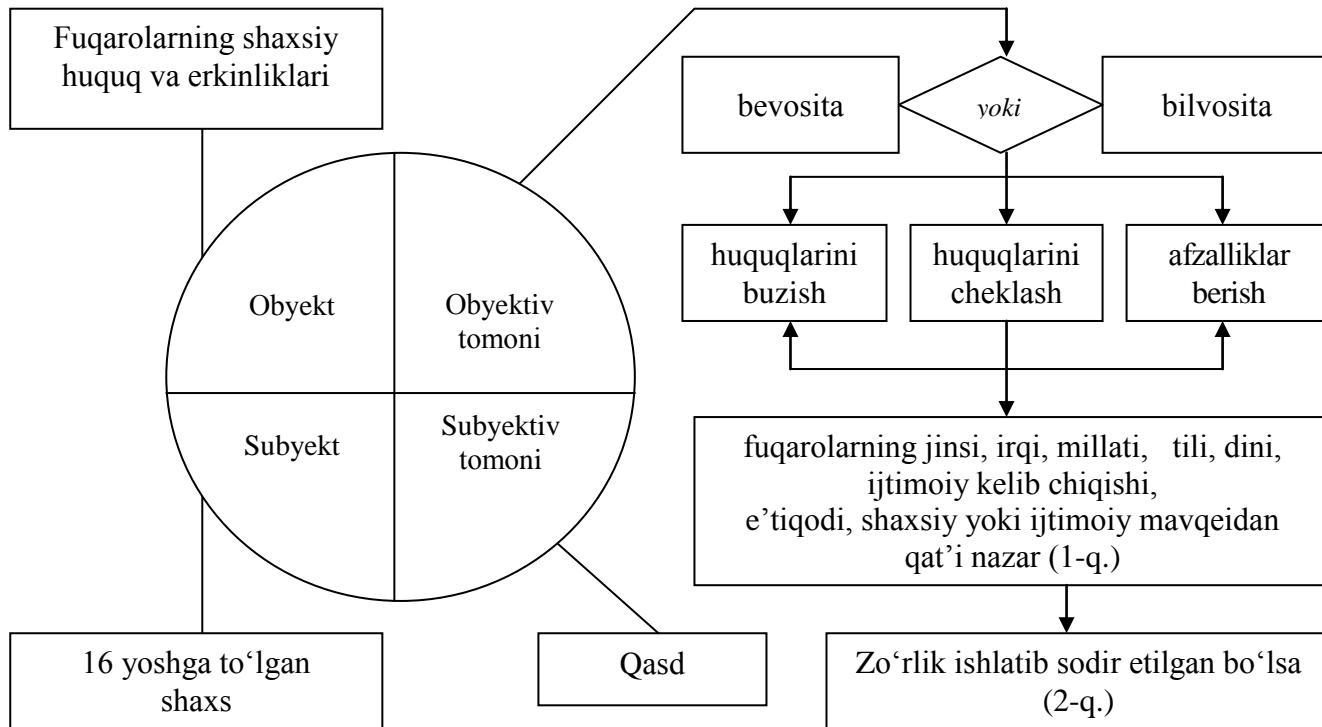 Fuqarolarning shaxsiy
huquq va erkinliklari
bevosita
yoki
bilvosita
huquqlarini
buzish
huquqlarini
cheklash
afzalliklar
berish
Obyekt
Obyektiv
tomoni
Subyekt
Subyektiv
tomoni
fuqarolarning jinsi, irqi, millati, tili, dini,
ijtimoiy kelib chiqishi,
e’tiqodi, shaxsiy yoki ijtimoiy mavqeidan
qat’i nazar (1-q.)
16 yoshga to‘lgan
shaxs
Qasd
Zo‘rlik ishlatib sodir etilgan bo‘lsa
(2-q.)